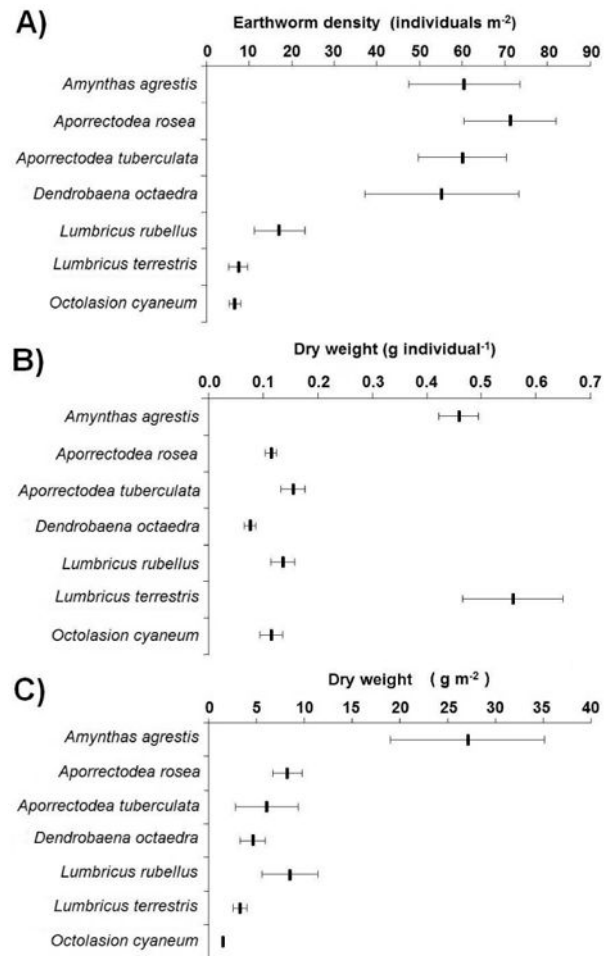 A)
Earthworm density (individuals m-2)
0 10 20 30 40 50 60 70 80 90
Amynthas agrestis
Aporrectodea rosea
Aporrectodea tuberculata
Dendrobaena octaedra
Lumbricus rubellus
Lumbricus terrestris
Octolasion cyaneum
B)
Dry weight (g individual-1)
0.0 0.1 0.2 0.3 0.4 0.5 0.6 0.7
Amynthas agrestis
Aporrectodea rosea
Aporrectodea tuberculata
Dendrobaena octaedra
Lumbricus rubellus
Lumbricus terrestris
Octolasion cyaneum
C)
Dry weight ( g m-2 )
0 5 10 15 20 25 30 35 40
Amynthas agrestis
Aporrectodea rosea
Aporrectodea tuberculata
Dendrobaena octaedra
Lumbricus rubellus
Lumbricus terrestris
Octolasion cyaneum